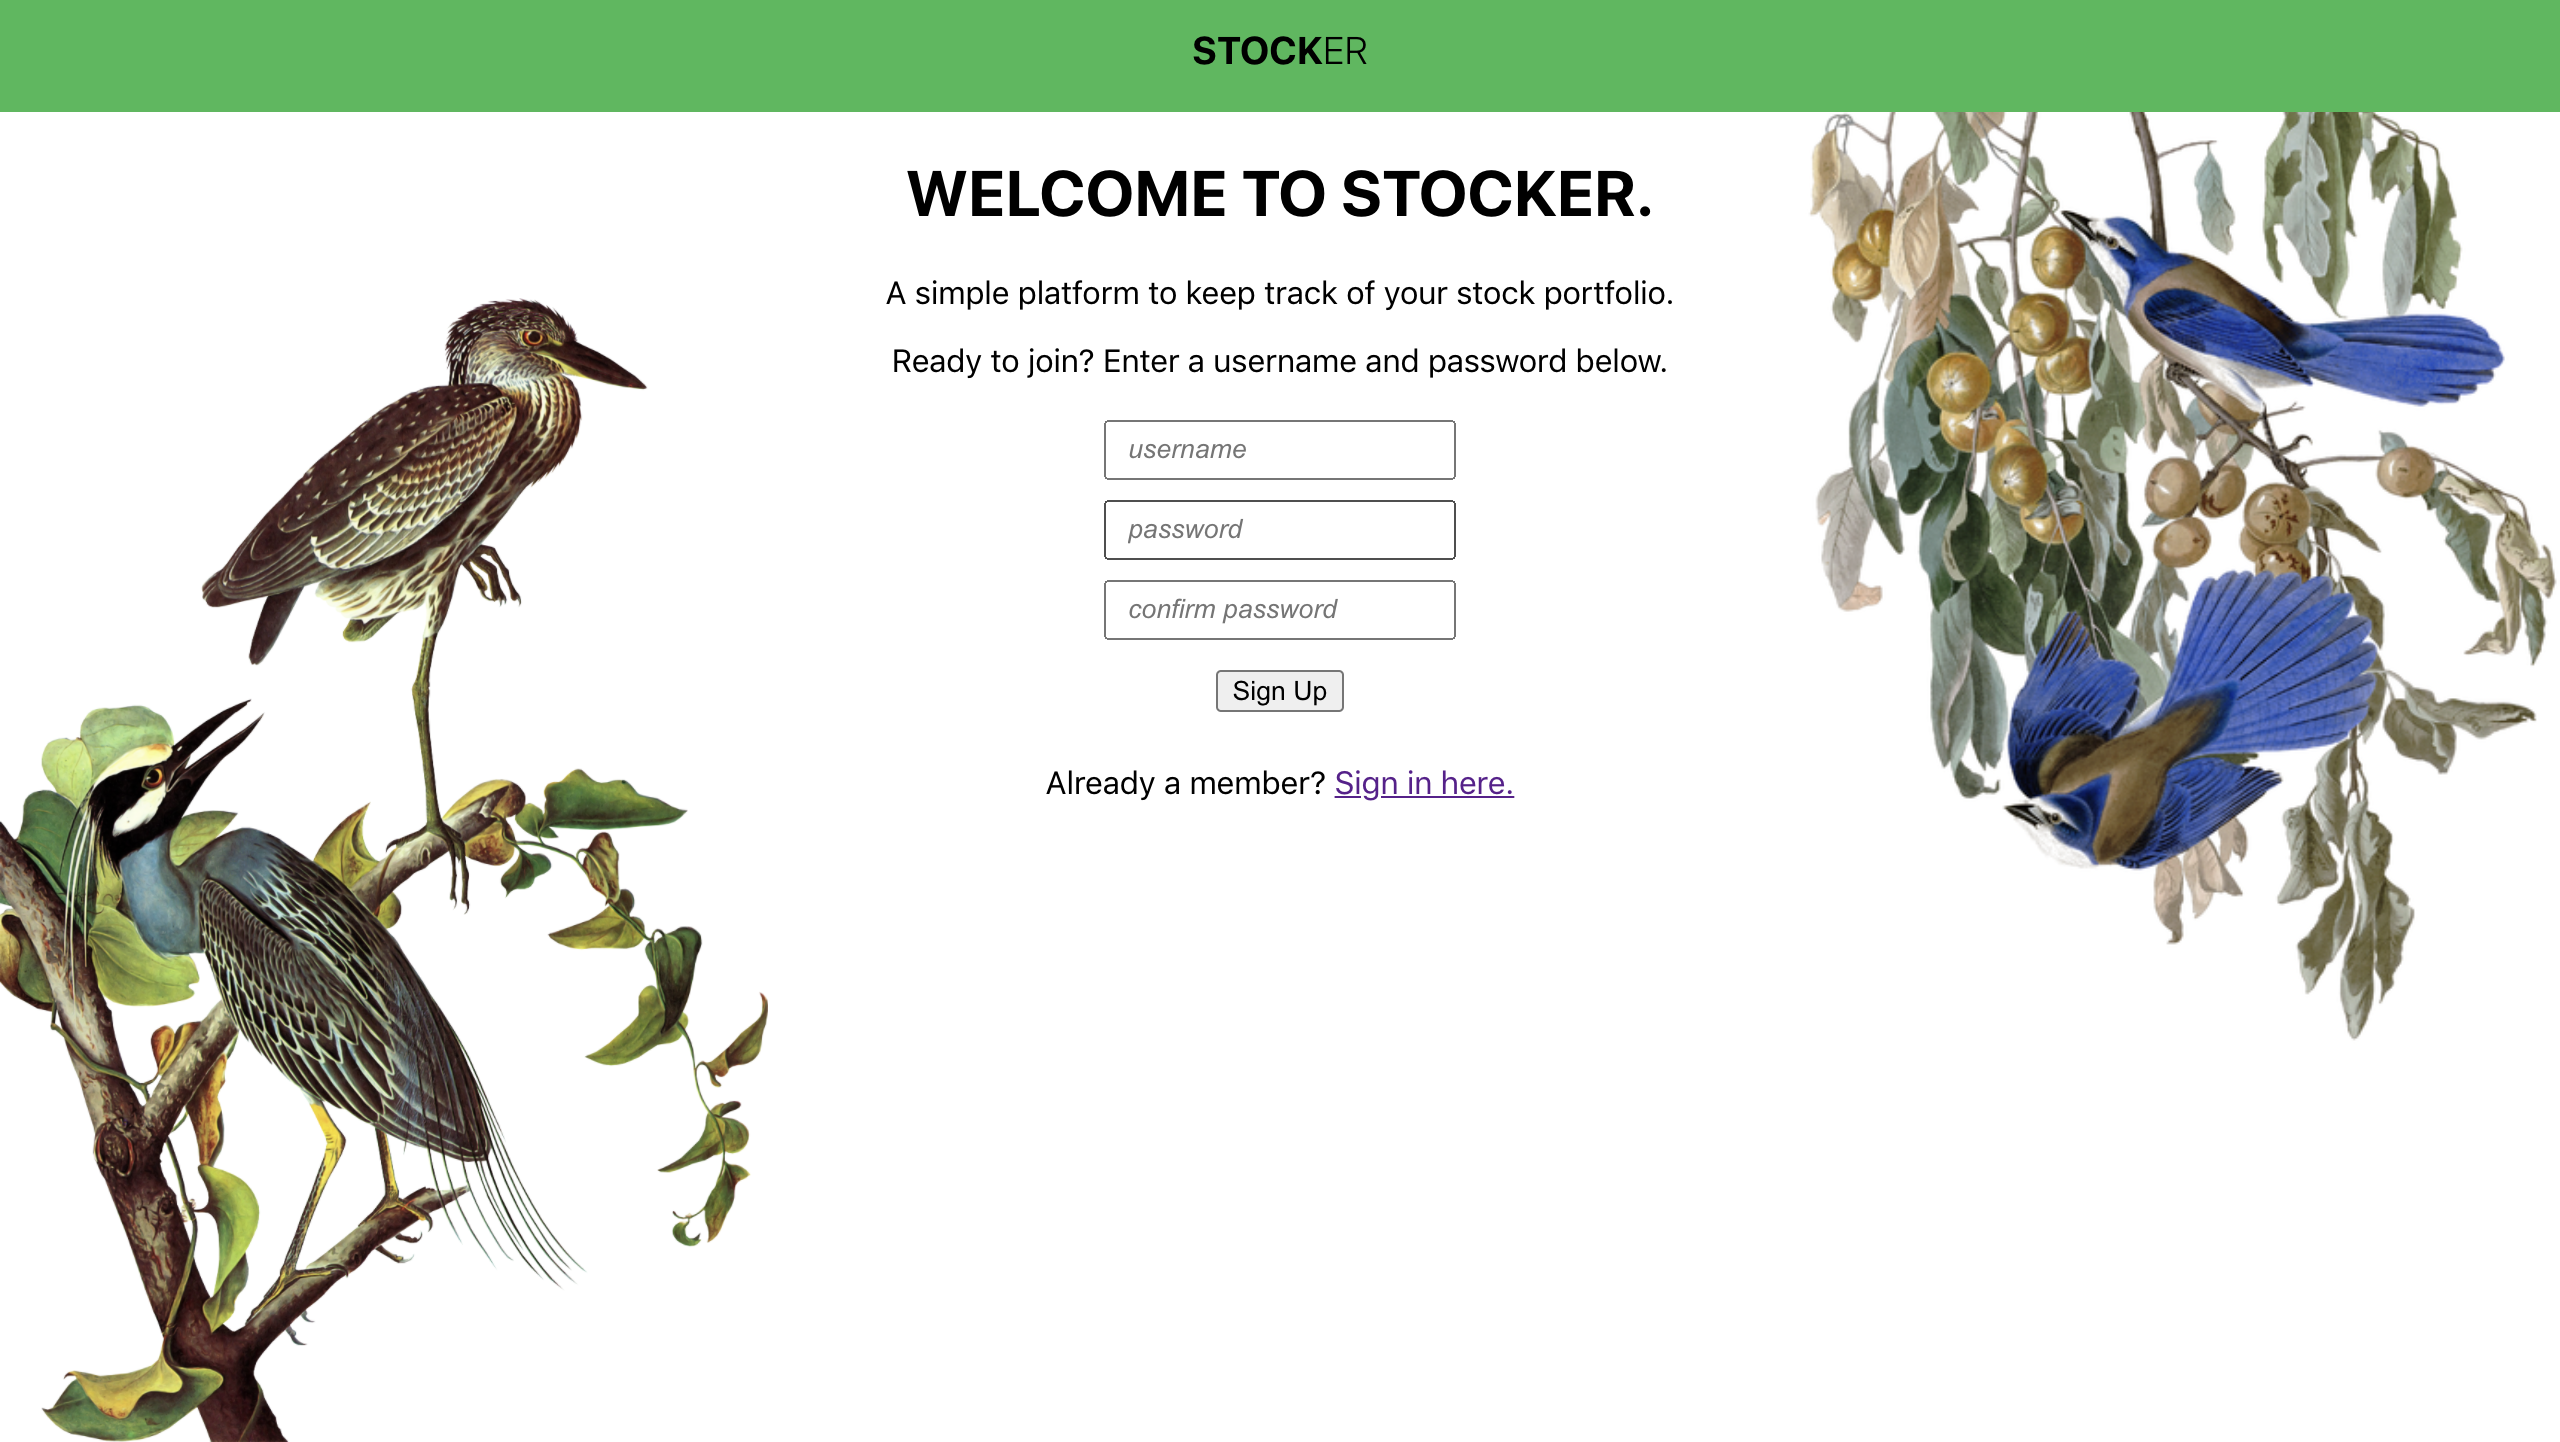 STOCKER
WELCOME TO STOCKER.
A simple platform to keep track of your stock portfolio.
Ready to join? Enter a username and password below.
username
password
confirm password
Sign Up
Already a member? Sign in here.